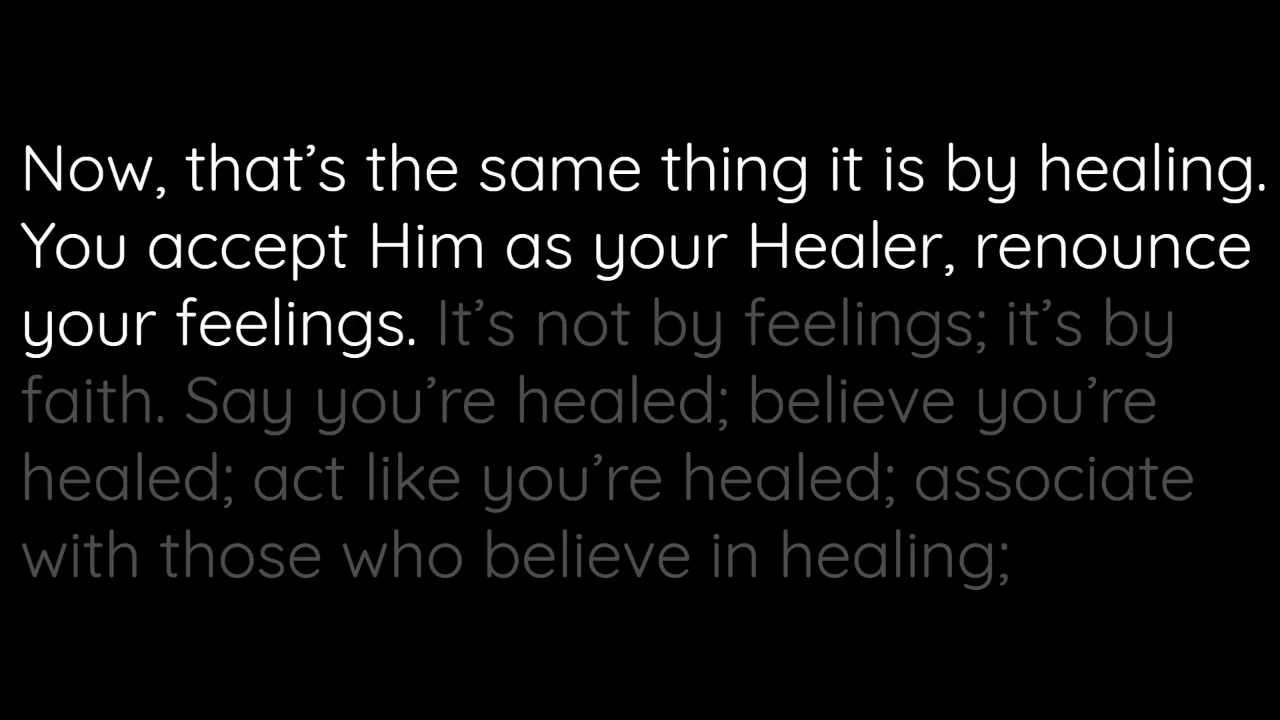 Now, that’s the same thing it is by healing.
You accept Him as your Healer, renounce
your feelings. It’s not by feelings; it’s by
faith. Say you’re healed; believe you’re
healed; act like you’re healed; associate
with those who believe in healing;